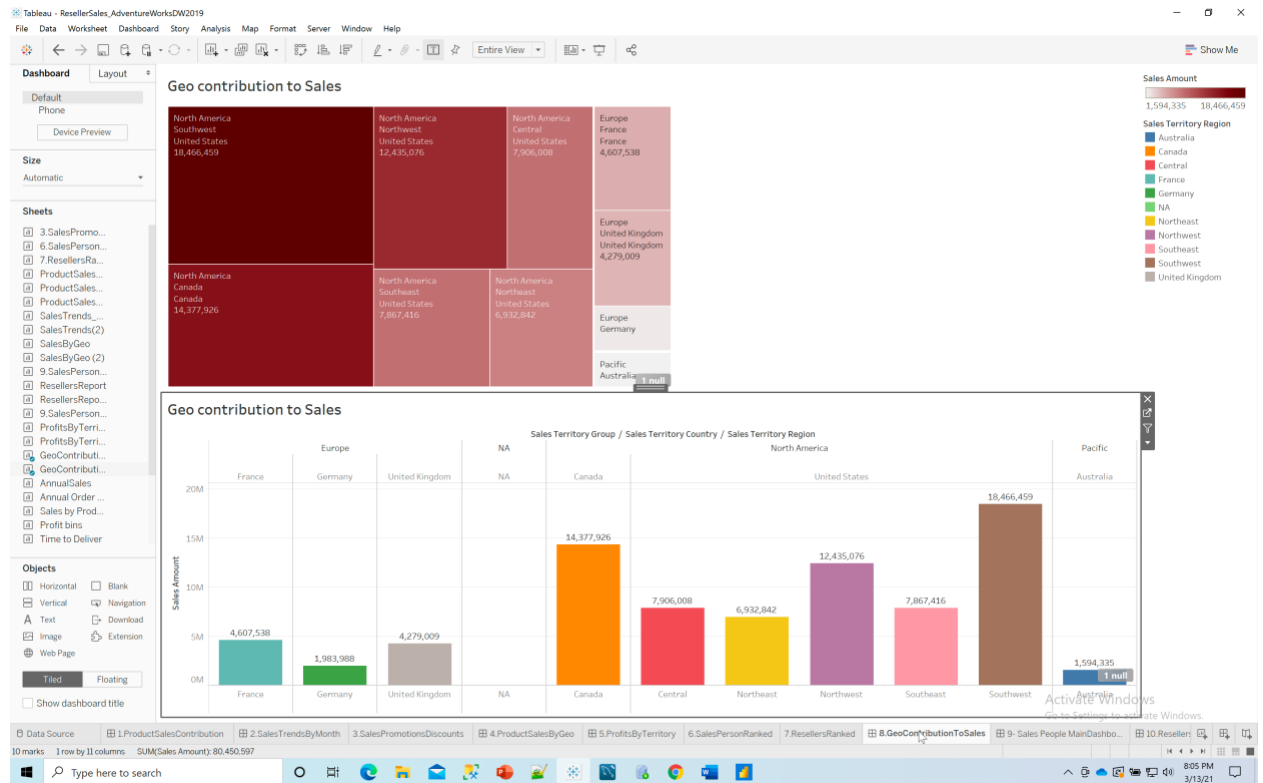 Tableau - ResellerSales_AdventureWorksDW2019
File Data Worksheet Dashboard Story Analysis Map Format Server Window Help
Entire View
Show Me
Dashboard Layout
Default
Phone
Device Preview
Size
Automatic
Sheets
3.SalesPromo...
6.SalesPerson...
7.ResellersRa...
ProductSales...
ProductSales...
ProductSales...
SalesTrends_...
SalesTrends(2)
SalesByGeo
SalesByGeo (2)
9.SalesPerson...
ResellersReport
ResellersRepo...
9.SalesPerson...
ProfitsByTerri...
ProfitsByTerri...
GeoContributi...
GeoContributi...
AnnualSales
Annual Order ...
Sales by Prod...
Profit bins
Time to Deliver
Objects
Horizontal Blank
Vertical Navigation
Text Download
Image Extension
Web Page
Tiled Floating
Show dashboard title
Geo contribution to Sales
North America
Southwest
United States
18,466,459
North America
Northwest
United States
12,435,076
North America
Central
United States
7,906,008
Europe
France
France
4,607,538
Europe
United Kingdom
United Kingdom
4,279,009
North America
Canada
Canada
14,377,926
North America
Southeast
United States
7,867,416
North America
Northeast
United States
6,932,842
Europe
Germany
Pacific
Australia
1 null
Sales Amount
1,594,335 18,466,459
Sales Territory Region
Australia
Canada
Central
France
Germany
NA
Northeast
Northwest
Southeast
Southwest
United Kingdom
Geo contribution to Sales
Sales Territory Group / Sales Territory Country / Sales Territory Region
Europe NA North America Pacific
France Germany United Kingdom NA Canada United States Australia
20M
15M
10M
5M
0M
Sales Amount
4,607,538
1,983,988
4,279,009
14,377,926
7,906,008
6,932,842
12,435,076
7,867,416
18,466,459
1,594,335
1 null
France Germany United Kingdom NA Canada Central Northeast Northwest Southeast Southwest Australia
Activate Windows
Go to Settings to activate Windows.
Data Source 1.ProductSalesContribution 2.SalesTrendsByMonth 3.SalesPromotionsDiscounts 4.ProductSalesByGeo 5.ProfitsByTerritory 6.SalesPersonRanked 7.ResellersRanked 8.GeoContributionToSales 9- Sales People MainDashbo... 10.Reseller
10 marks 1 row by 11 columns SUM(Sales Amount): 80,450,597
Type here to search
8:05 PM
3/13/2022